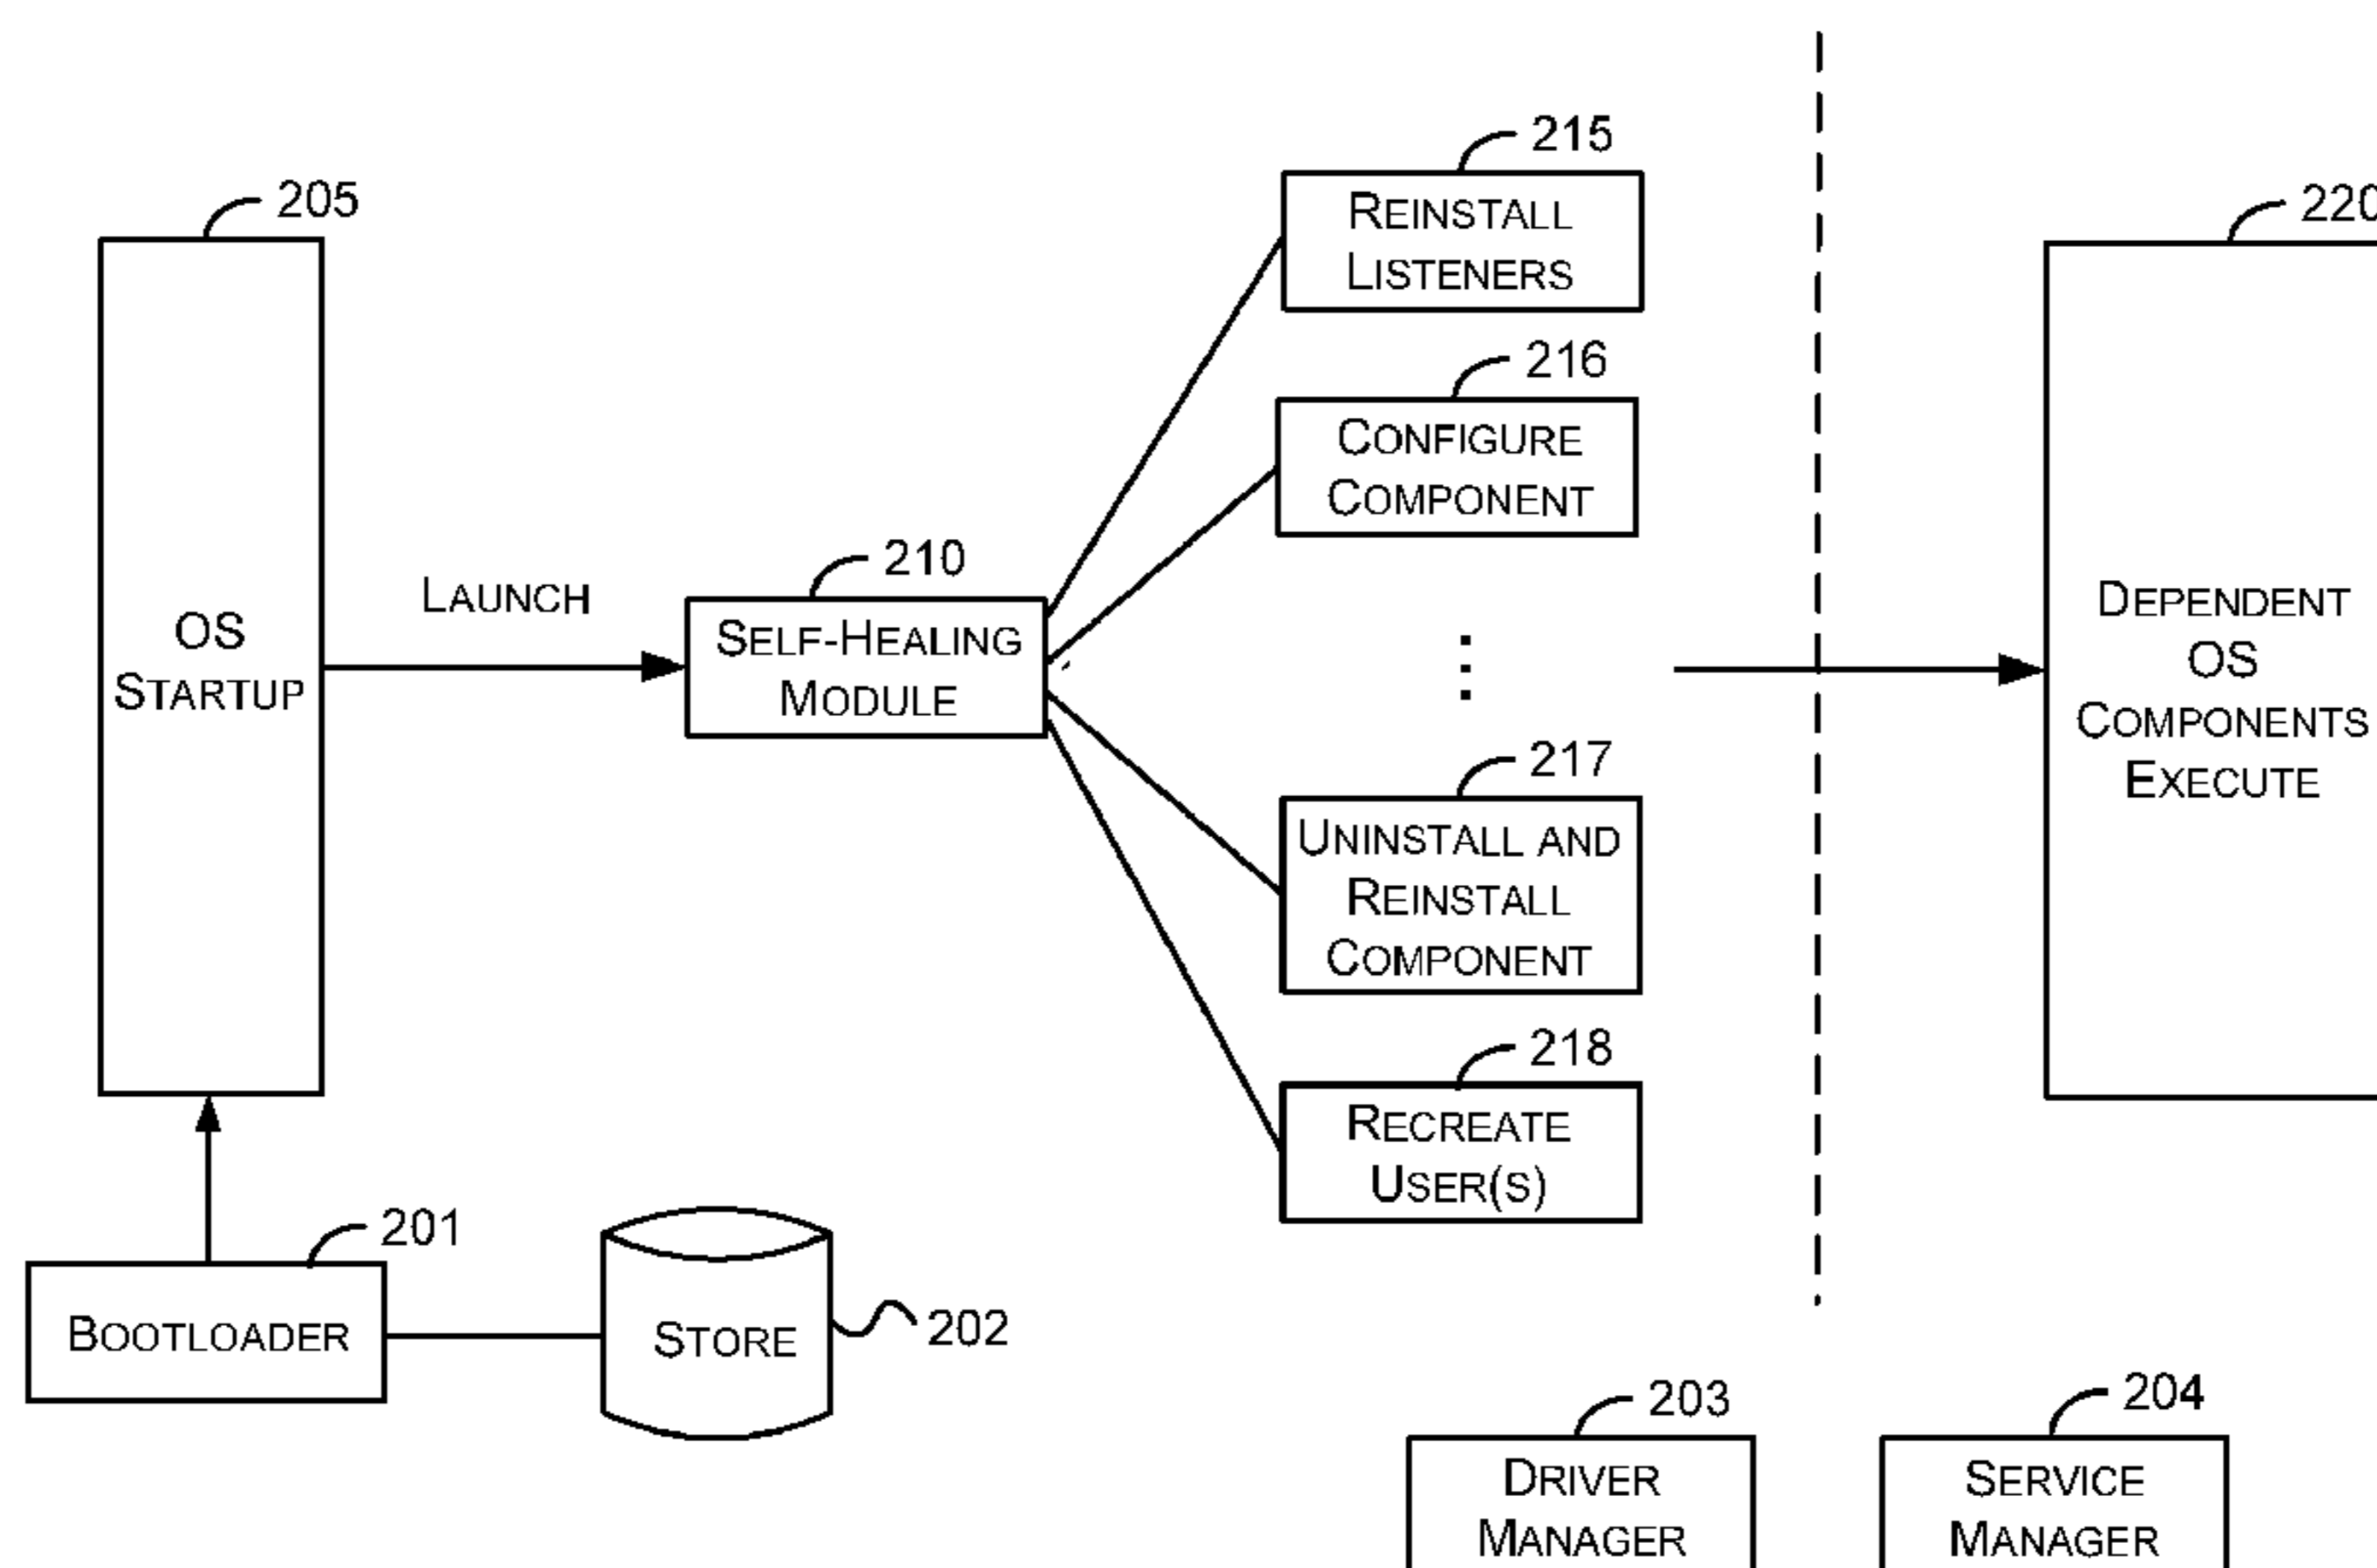 215
REINSTALL
LISTENERS
205
220
216
CONFIGURE
COMPONENT
210
LAUNCH
SELF-HEALING
MODULE
OS
STARTUP
DEPENDENT
OS
COMPONENTS
EXECUTE
217
UNINSTALL AND
REINSTALL
COMPONENT
218
RECREATE
USER(S)
201
BOOTLOADER
STORE
202
203
DRIVER
MANAGER
204
SERVICE
MANAGER